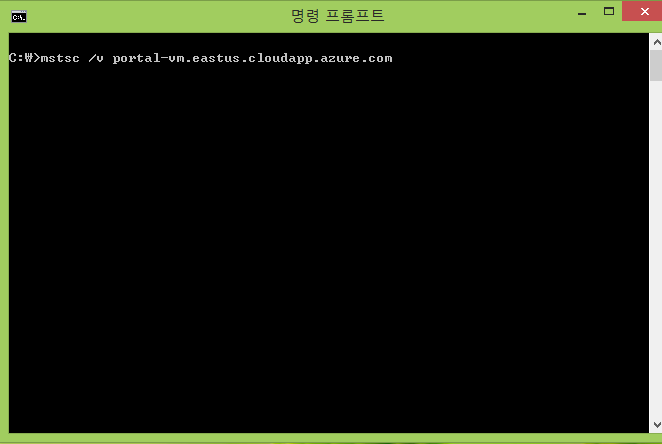 명령 프롬프트
C:₩>mstsc /v portal-vm.eastus.cloudapp.azure.com